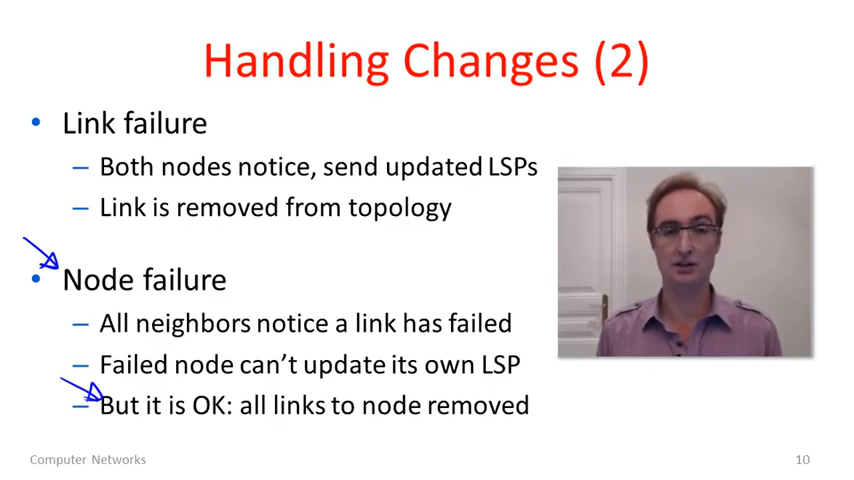 Handling Changes (2)
• Link failure
– Both nodes notice, send updated LSPs
– Link is removed from topology
• Node failure
– All neighbors notice a link has failed
– Failed node can't update its own LSP
– But it is OK: all links to node removed
Computer Networks
10